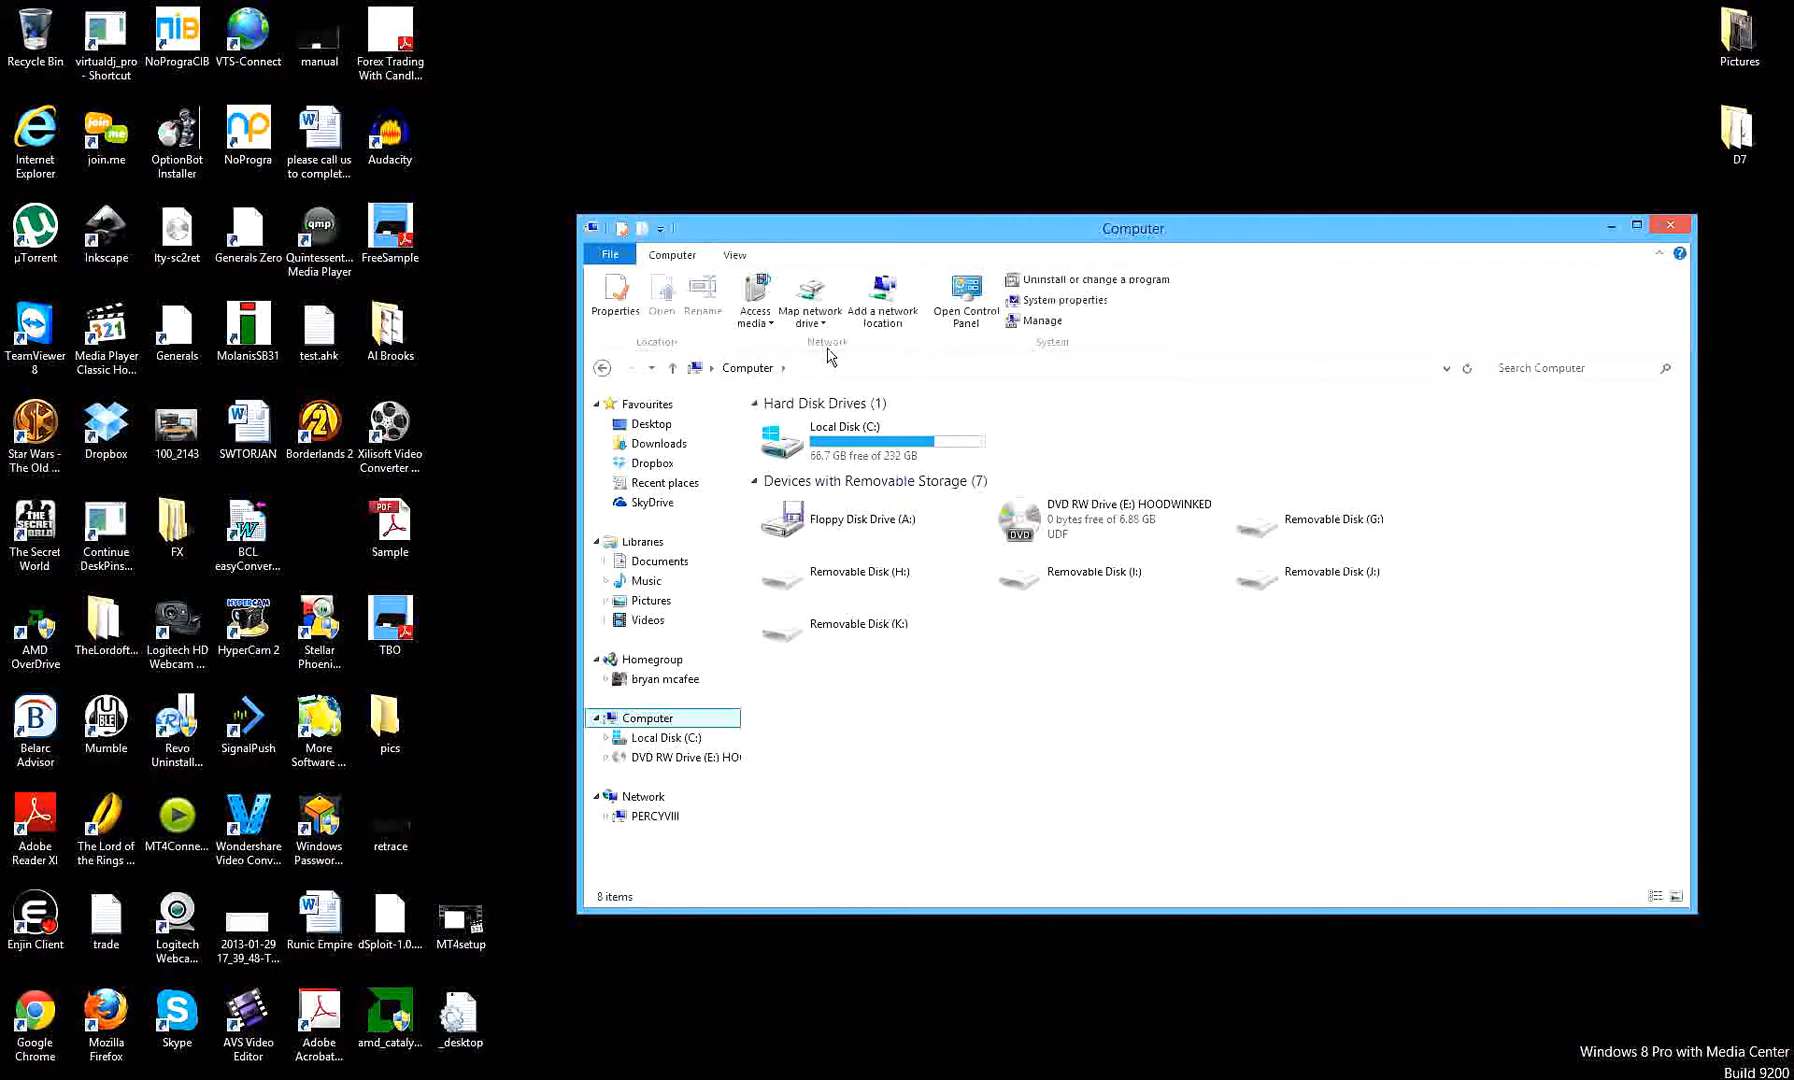 Recycle Bin
virtualdj_pro
- Shortcut
NoPrograCIB
VTS-Connect
manual
Forex Trading
With Candl...
Pictures
Internet
Explorer
join.me
OptionBot
Installer
NoProgra
please call us
to complet...
Audacity
D7
µTorrent
Inkscape
lty-sc2ret
Generals Zero
Quintessent...
Media Player
FreeSample
TeamViewer
8
Media Player
Classic Ho...
Generals
MolanisSB31
test.ahk
Al Brooks
Star Wars -
The Old ...
Dropbox
100_2143
SWTORJAN
Borderlands 2
Xilisoft Video
Converter ...
The Secret
World
Continue
DeskPins...
FX
BCL
easyConver...
Sample
AMD
OverDrive
TheLordoft...
Logitech HD
Webcam ...
HyperCam 2
Stellar
Phoeni...
TBO
Belarc
Advisor
Mumble
Revo
Uninstall...
SignalPush
More
Software ...
pics
Adobe
Reader XI
The Lord of
the Rings ...
MT4Conne...
Wondershare
Video Conv...
Windows
Passwor...
retrace
Enjin Client
trade
Logitech
Webca...
2013-01-29
17_39_48-T...
Runic Empire
dSploit-1.0....
MT4setup
Google
Chrome
Mozilla
Firefox
Skype
AVS Video
Editor
Adobe
Acrobat...
amd_cataly...
_desktop
Computer
File
Computer
View
Properties
Open
Rename
Access
media
Map network
drive
Add a network
location
Open Control
Panel
Uninstall or change a program
System properties
Manage
Location
Network
System
Computer
Search Computer
Favourites
Desktop
Downloads
Dropbox
Recent places
SkyDrive
Libraries
Documents
Music
Pictures
Videos
Homegroup
bryan mcafee
Computer
Local Disk (C:)
DVD RW Drive (E:) HO
Network
PERCYVIII
Hard Disk Drives (1)
Local Disk (C:)
66.7 GB free of 232 GB
Devices with Removable Storage (7)
Floppy Disk Drive (A:)
DVD RW Drive (E:) HOODWINKED
0 bytes free of 6.88 GB
UDF
DVD
Removable Disk (G:)
Removable Disk (H:)
Removable Disk (I:)
Removable Disk (J:)
Removable Disk (K:)
8 items
Windows 8 Pro with Media Center
Build 9200